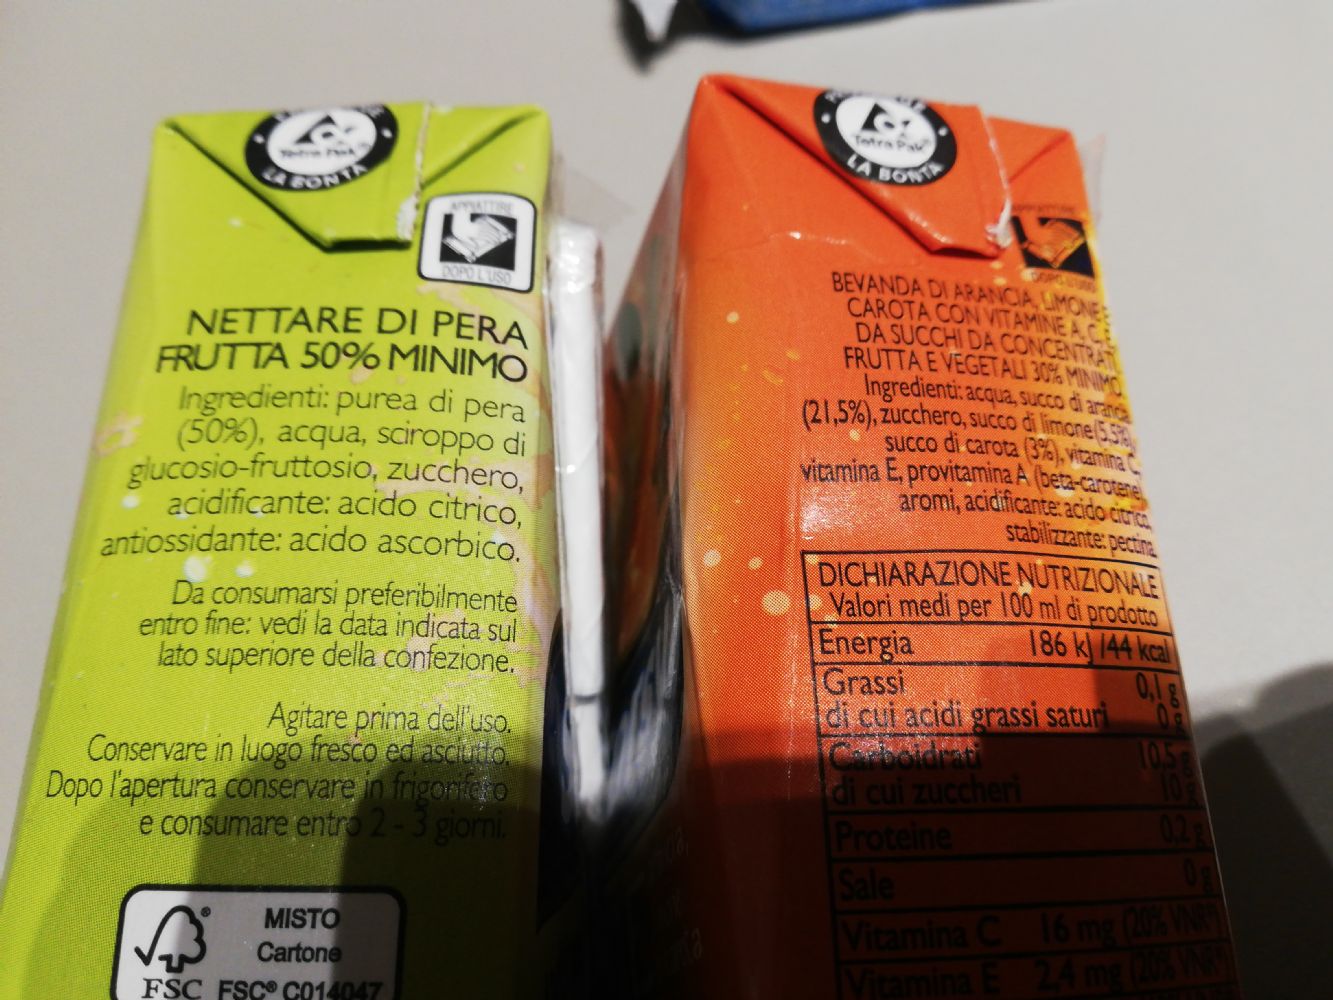 Tetra Pak®
LA BONTÀ
APPIATTIRE
DOPO L'USO
NETTARE DI PERA
FRUTTA 50% MINIMO
Ingredienti: purea di pera
(50%), acqua, sciroppo di
glucosio-fruttosio, zucchero,
acidificante: acido citrico,
antiossidante: acido ascorbico.
Da consumarsi preferibilmente
entro fine: vedi la data indicata sul
lato superiore della confezione.
Agitare prima dell'uso.
Conservare in luogo fresco ed asciutto.
Dopo l'apertura conservare in frigorifero
e consumare entro 2 - 3 giorni.
MISTO
Cartone
FSC FSC® C014047
Tetra Pak®
LA BONTÀ
DOPO L'USO
BEVANDA DI ARANCIA, LIMONE E
CAROTA CON VITAMINE A, C, E
DA SUCCHI DA CONCENTRATI
FRUTTA E VEGETALI 30% MINIMO
Ingredienti: acqua, succo di arancia
(21,5%), zucchero, succo di limone (5,5%),
succo di carota (3%), vitamina C,
vitamina E, provitamina A (beta-carotene),
aromi, acidificante: acido citrico,
stabilizzante: pectina.
DICHIARAZIONE NUTRIZIONALE
Valori medi per 100 ml di prodotto
Energia 186 kJ /44 kcal
Grassi 0,1 g
di cui acidi grassi saturi 0 g
Carboidrati 10,5 g
di cui zuccheri 10 g
Proteine 0,2 g
Sale 0 g
Vitamina C 16 mg (20% VNR*)
Vitamina E 2,4 mg (20% VNR*)